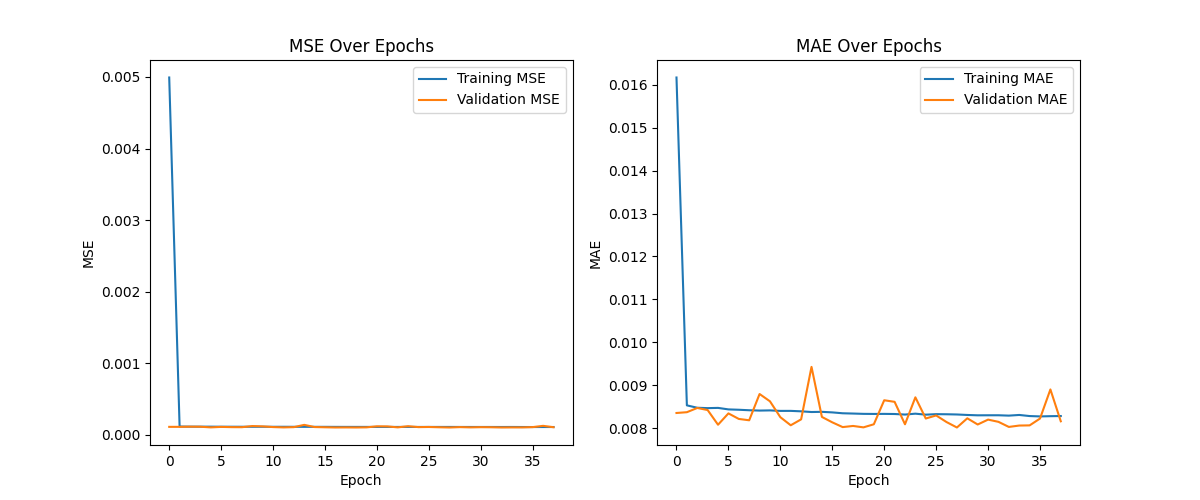 MSE Over Epochs
0.005
0.004
0.003
0.002
0.001
0.000
MSE
0 5 10 15 20 25 30 35
Epoch
Training MSE
Validation MSE
MAE Over Epochs
0.016
0.015
0.014
0.013
0.012
0.011
0.010
0.009
0.008
MAE
0 5 10 15 20 25 30 35
Epoch
Training MAE
Validation MAE